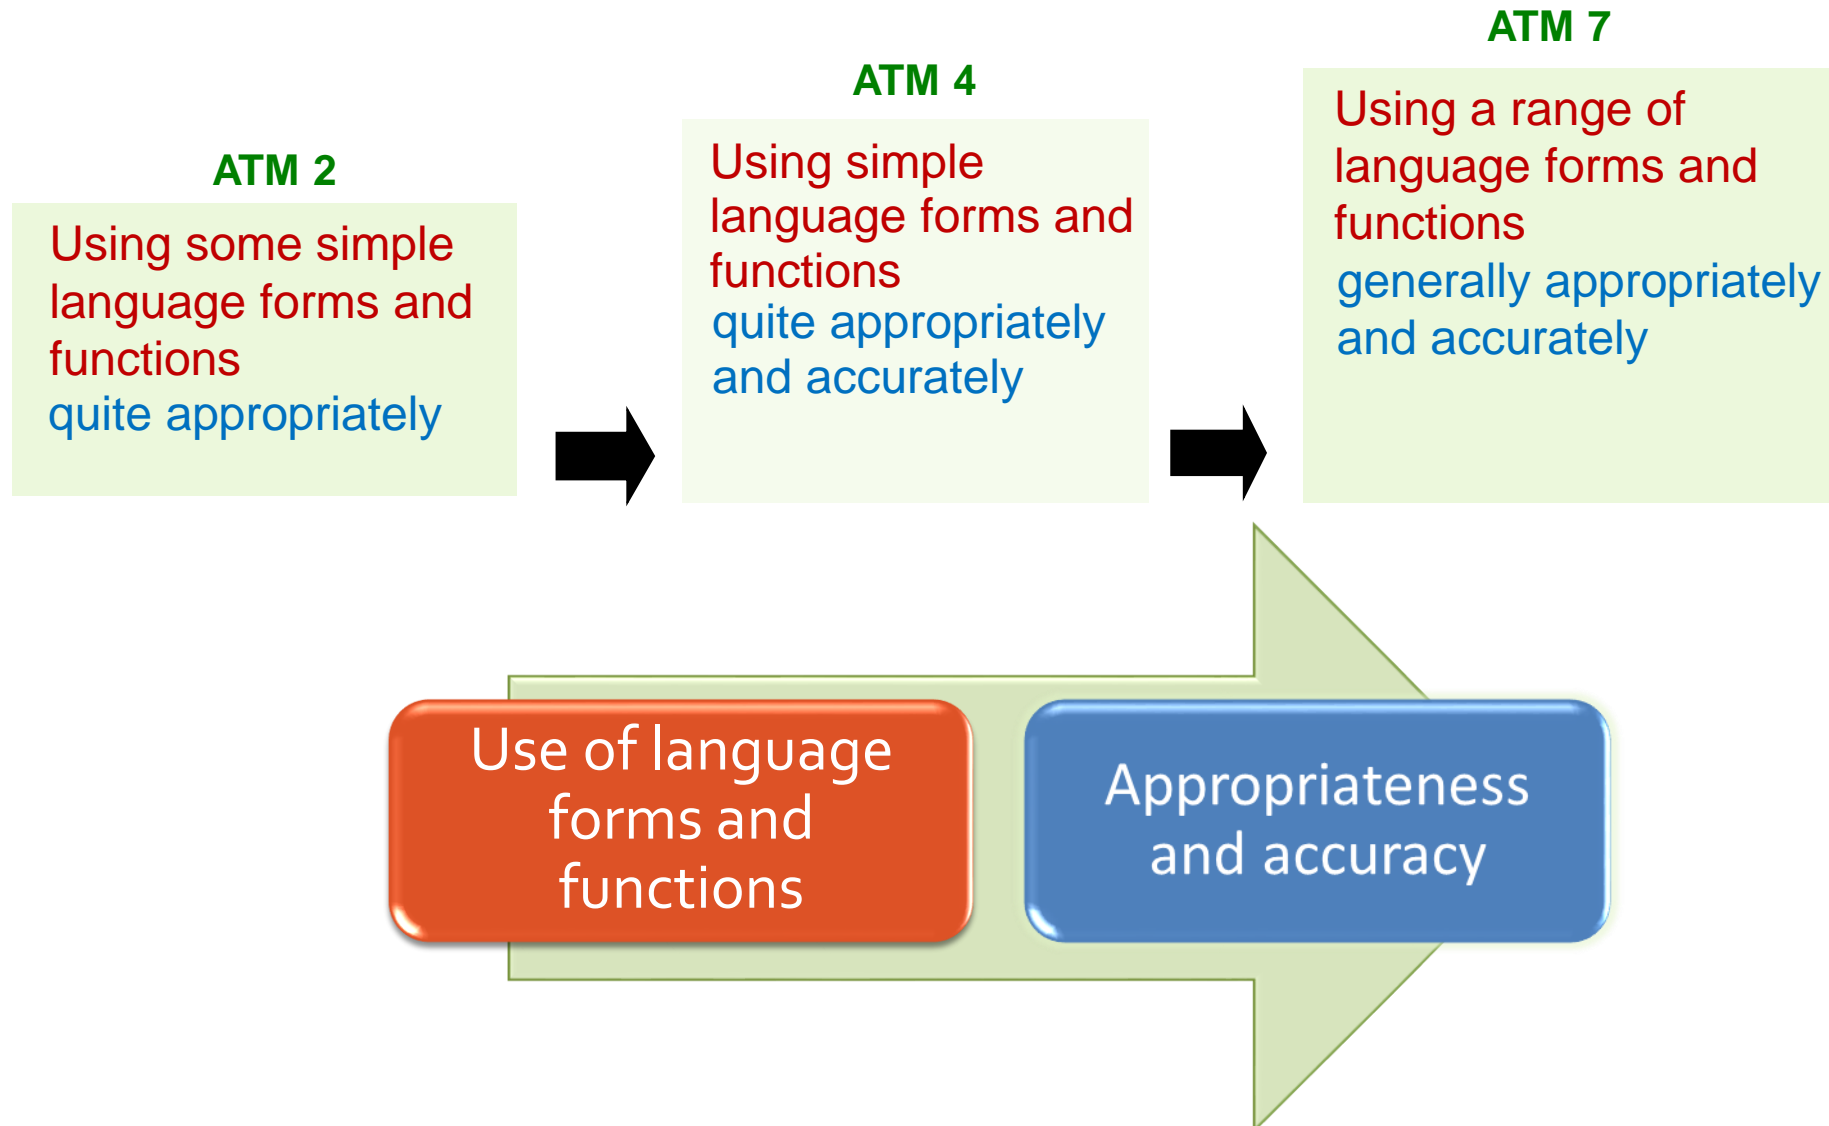 ATM 2
Using some simple
language forms and
functions
quite appropriately
ATM 4
Using simple
language forms and
functions
quite appropriately
and accurately
ATM 7
Using a range of
language forms and
functions
generally appropriately
and accurately
Use of language
forms and
functions
Appropriateness
and accuracy